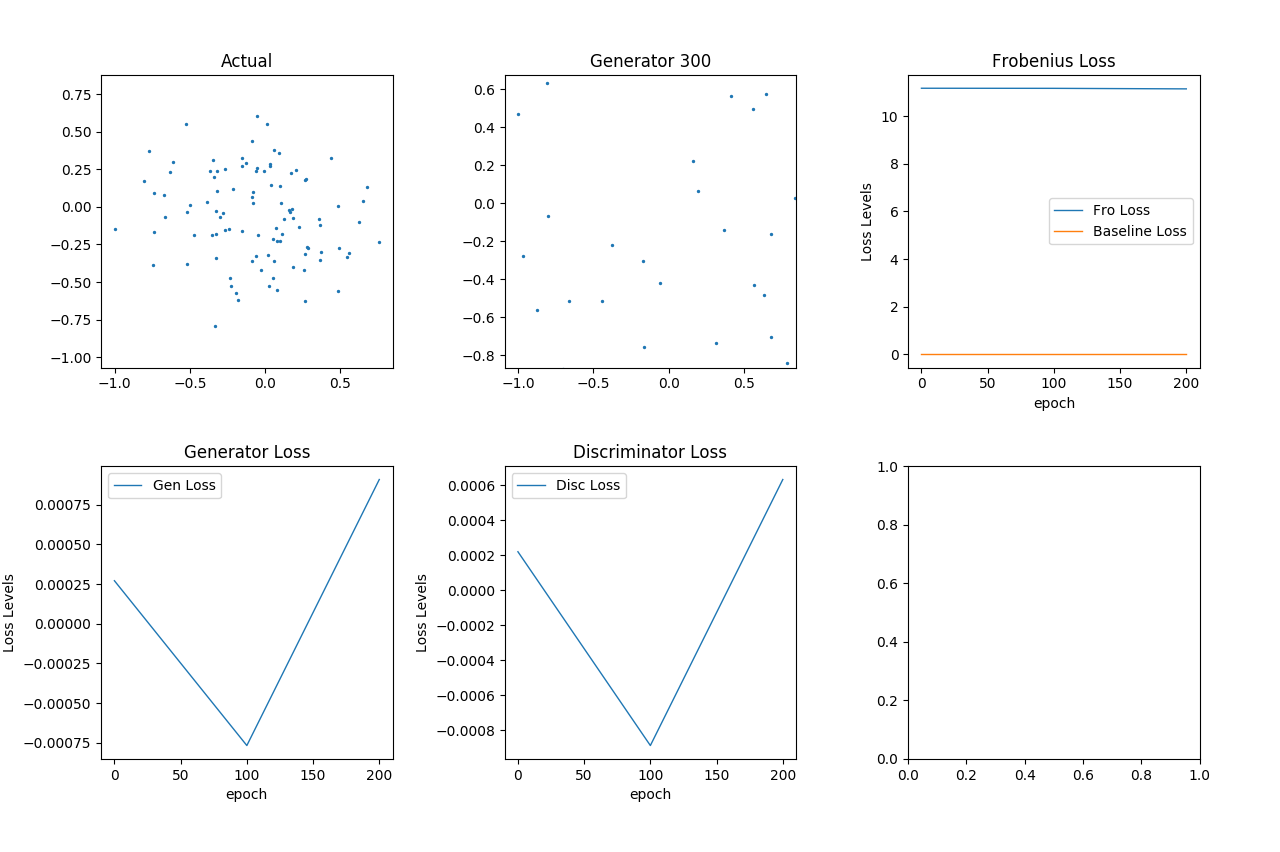 Actual
0.75
0.50
0.25
0.00
−0.25
−0.50
−0.75
−1.00
−1.0 −0.5 0.0 0.5
Generator 300
0.6
0.4
0.2
0.0
−0.2
−0.4
−0.6
−0.8
−1.0 −0.5 0.0 0.5
Frobenius Loss
Loss Levels
10
8
6
4
2
0
Fro Loss
Baseline Loss
0 50 100 150 200
epoch
Generator Loss
Loss Levels
Gen Loss
0.00075
0.00050
0.00025
0.00000
−0.00025
−0.00050
−0.00075
0 50 100 150 200
epoch
Discriminator Loss
Loss Levels
Disc Loss
0.0006
0.0004
0.0002
0.0000
−0.0002
−0.0004
−0.0006
−0.0008
0 50 100 150 200
epoch
1.0
0.8
0.6
0.4
0.2
0.0
0.0 0.2 0.4 0.6 0.8 1.0